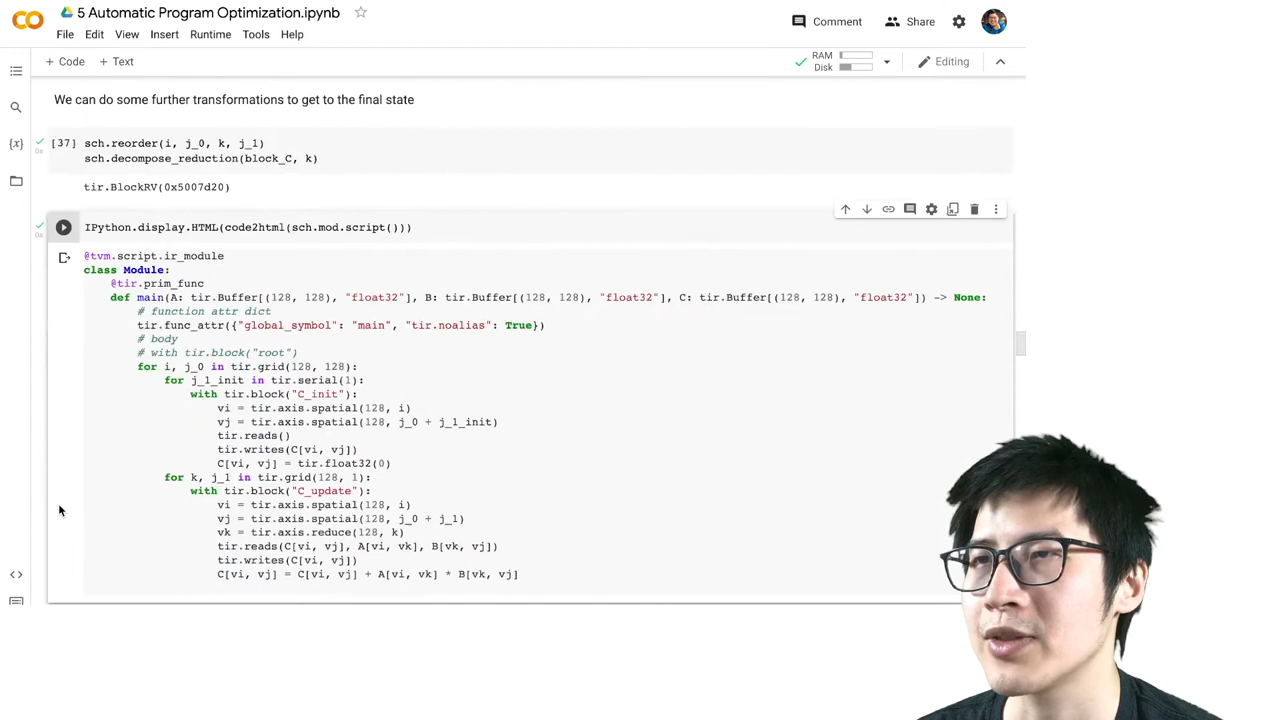 5 Automatic Program Optimization.ipynb
Comment
Share
File Edit View Insert Runtime Tools Help
+ Code + Text
RAM
Disk
Editing
We can do some further transformations to get to the final state
[37] sch.reorder(i, j_0, k, j_1)
sch.decompose_reduction(block_C, k)
0s
tir.BlockRV(0x5007d20)
IPython.display.HTML(code2html(sch.mod.script()))
0s
@tvm.script.ir_module
class Module:
@tir.prim_func
def main(A: tir.Buffer[(128, 128), "float32"], B: tir.Buffer[(128, 128), "float32"], C: tir.Buffer[(128, 128), "float32"]) -> None:
# function attr dict
tir.func_attr({"global_symbol": "main", "tir.noalias": True})
# body
# with tir.block("root")
for i, j_0 in tir.grid(128, 128):
for j_1_init in tir.serial(1):
with tir.block("C_init"):
vi = tir.axis.spatial(128, i)
vj = tir.axis.spatial(128, j_0 + j_1_init)
tir.reads()
tir.writes(C[vi, vj])
C[vi, vj] = tir.float32(0)
for k, j_1 in tir.grid(128, 1):
with tir.block("C_update"):
vi = tir.axis.spatial(128, i)
vj = tir.axis.spatial(128, j_0 + j_1)
vk = tir.axis.reduce(128, k)
tir.reads(C[vi, vj], A[vi, vk], B[vk, vj])
tir.writes(C[vi, vj])
C[vi, vj] = C[vi, vj] + A[vi, vk] * B[vk, vj]